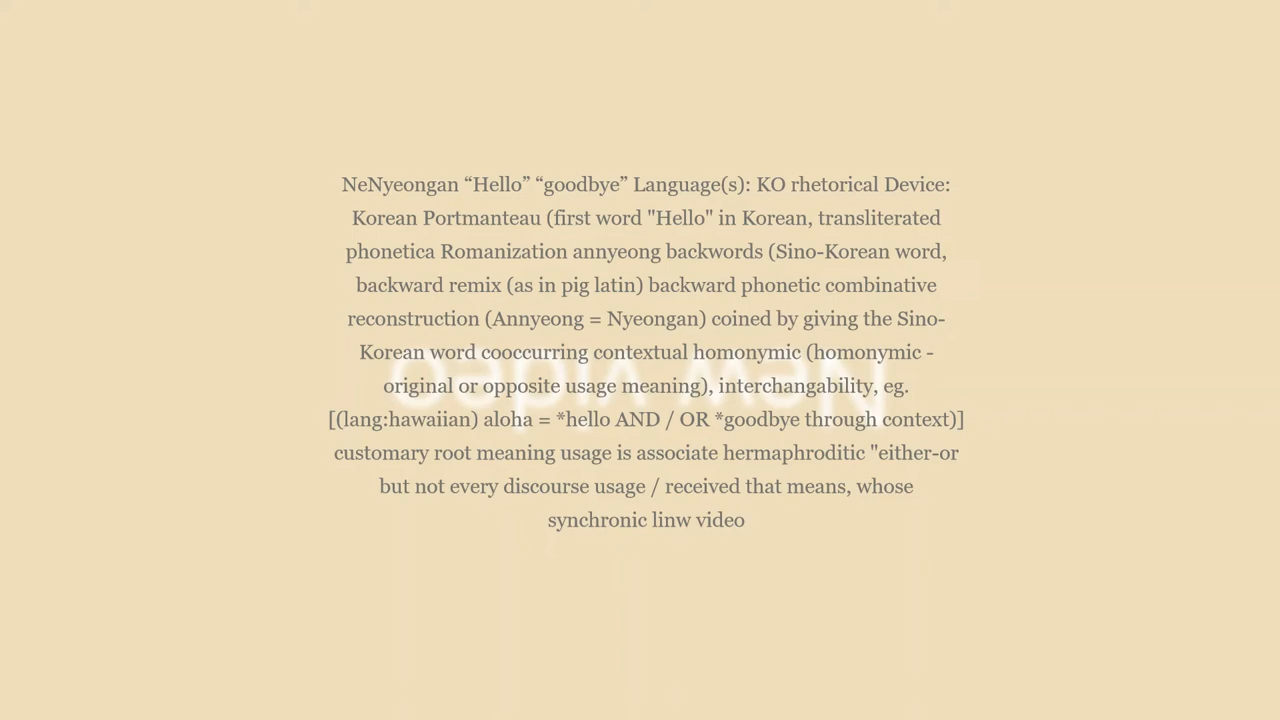 NeNyeongan “Hello” “goodbye” Language(s): KO rhetorical Device:
Korean Portmanteau (first word "Hello" in Korean, transliterated
phonetica Romanization annyeong backwords (Sino-Korean word,
backward remix (as in pig latin) backward phonetic combinative
reconstruction (Annyeong = Nyeongan) coined by giving the Sino-
Korean word cooccurring contextual homonymic (homonymic -
original or opposite usage meaning), interchangability, eg.
[(lang:hawaiian) aloha = *hello AND / OR *goodbye through context)]
customary root meaning usage is associate hermaphroditic "either-or
but not every discourse usage / received that means, whose
synchronic linw video
New video